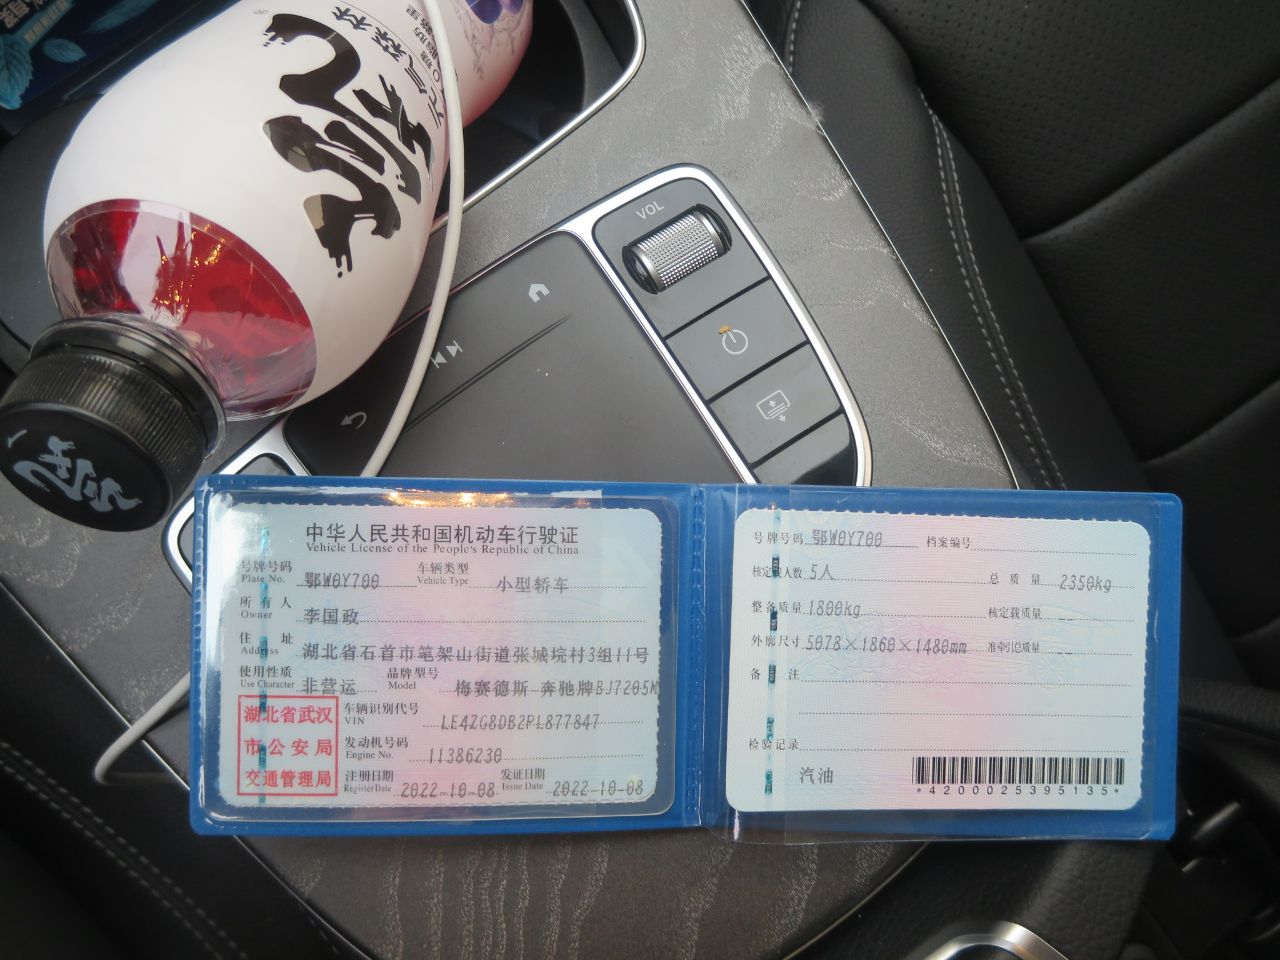 元气森林
VOL
中华人民共和国机动车行驶证
Vehicle License of the People's Republic of China
号牌号码 鄂W0Y700 车辆类型 小型轿车
Plate No. Vehicle Type
所有人 李国政
Owner
住址 湖北省石首市笔架山街道张城垸村3组11号
Address
使用性质 非营运 品牌型号 梅赛德斯-奔驰牌BJ7205M
Use Character Model
湖北省武汉
市公安局
交通管理局
车辆识别代号 LE4ZG8DB2PL877847
VIN
发动机号码 11386230
Engine No.
注册日期 2022-10-08 发证日期 2022-10-08
Register Date Issue Date
号牌号码 鄂W0Y700 档案编号
核定载人数 5人 总质量 2350kg
整备质量 1800kg 核定载质量
外廓尺寸 5078×1860×1480mm 准牵引总质量
备注
检验记录
汽油
*4200025395135*